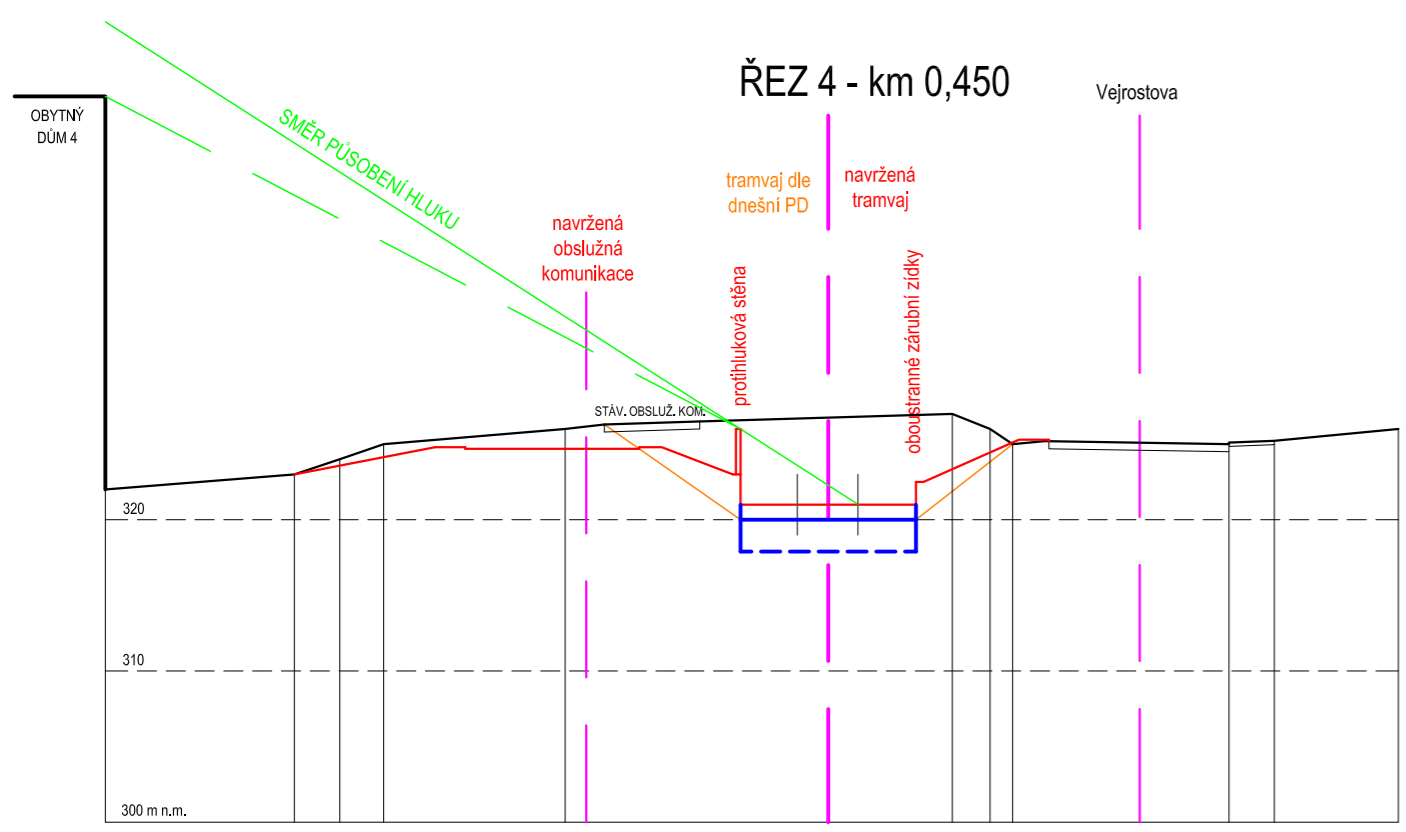 ŘEZ 4 - km 0,450
Vejrostova
OBYTNÝ
DŮM 4
SMĚR PŮSOBENÍ HLUKU
tramvaj dle
dnešní PD
navržená
tramvaj
navržená
obslužná
komunikace
protihluková stěna
oboustranné zárubní zídky
STÁV. OBSLUŽ. KOM.
320
310
300 m n.m.